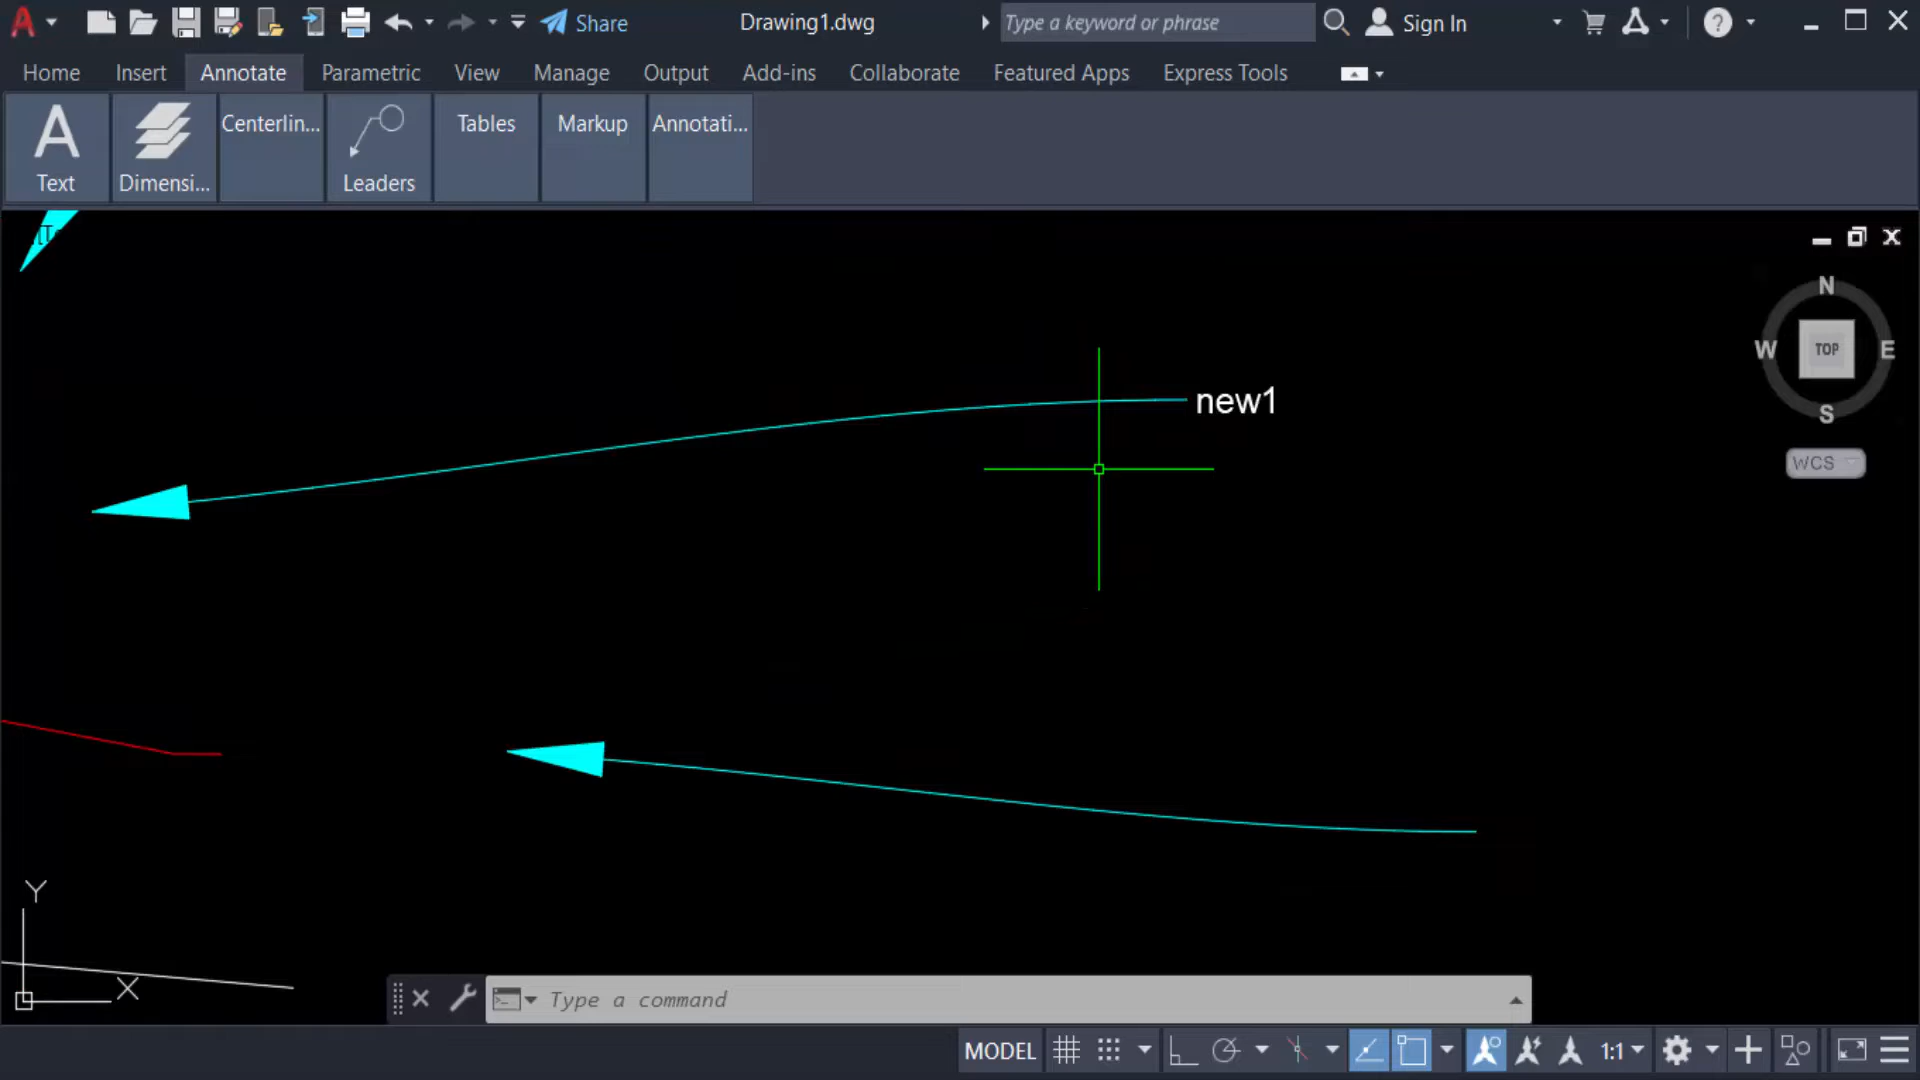 Share
Drawing1.dwg
Type a keyword or phrase
Sign In
Home
Insert
Annotate
Parametric
View
Manage
Output
Add-ins
Collaborate
Featured Apps
Express Tools
A
Text
Dimensi...
Centerlin...
Leaders
Tables
Markup
Annotati...
N
W
TOP
E
S
WCS
new1
Y
X
Type a command
MODEL
1:1